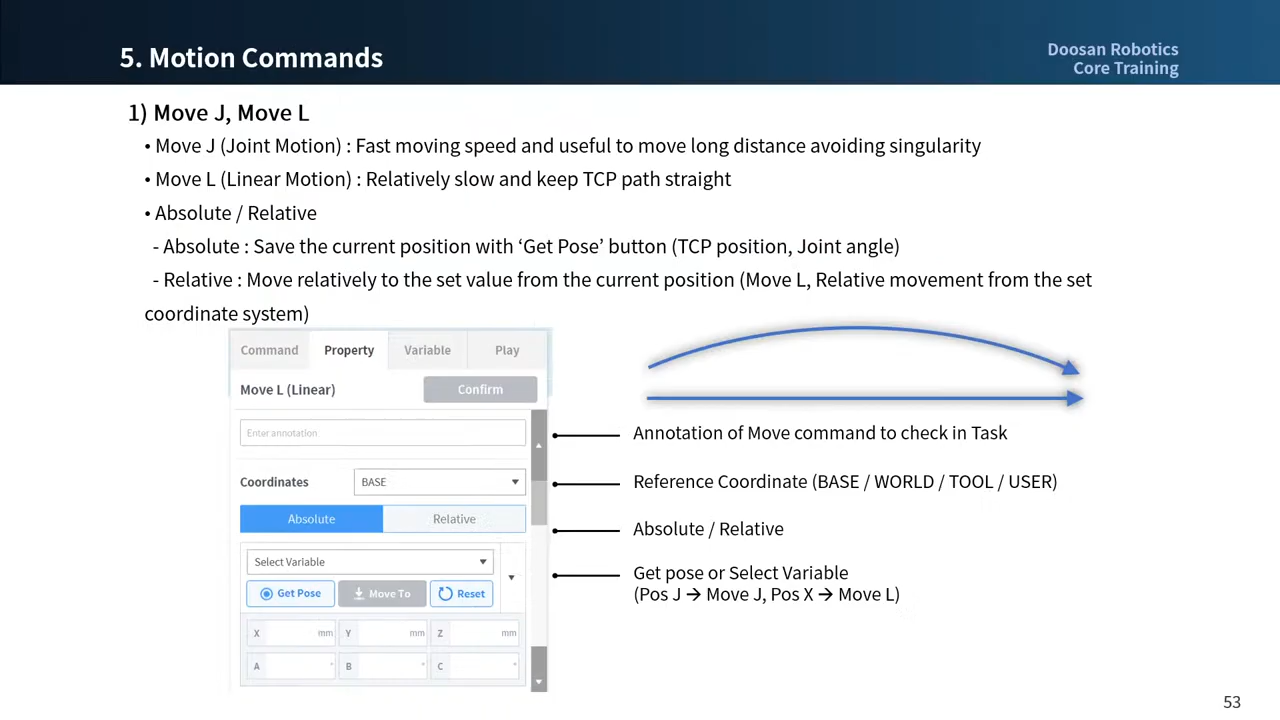 5. Motion Commands
Doosan Robotics
Core Training
1) Move J, Move L
• Move J (Joint Motion) : Fast moving speed and useful to move long distance avoiding singularity
• Move L (Linear Motion) : Relatively slow and keep TCP path straight
• Absolute / Relative
- Absolute : Save the current position with ‘Get Pose’ button (TCP position, Joint angle)
- Relative : Move relatively to the set value from the current position (Move L, Relative movement from the set
coordinate system)
Command Property Variable Play
Move L (Linear) Confirm
Enter annotation
Annotation of Move command to check in Task
Coordinates BASE
Reference Coordinate (BASE / WORLD / TOOL / USER)
Absolute Relative
Absolute / Relative
Select Variable
Get Pose Move To Reset
Get pose or Select Variable
(Pos J → Move J, Pos X → Move L)
X mm Y mm Z mm
A ° B ° C °
53